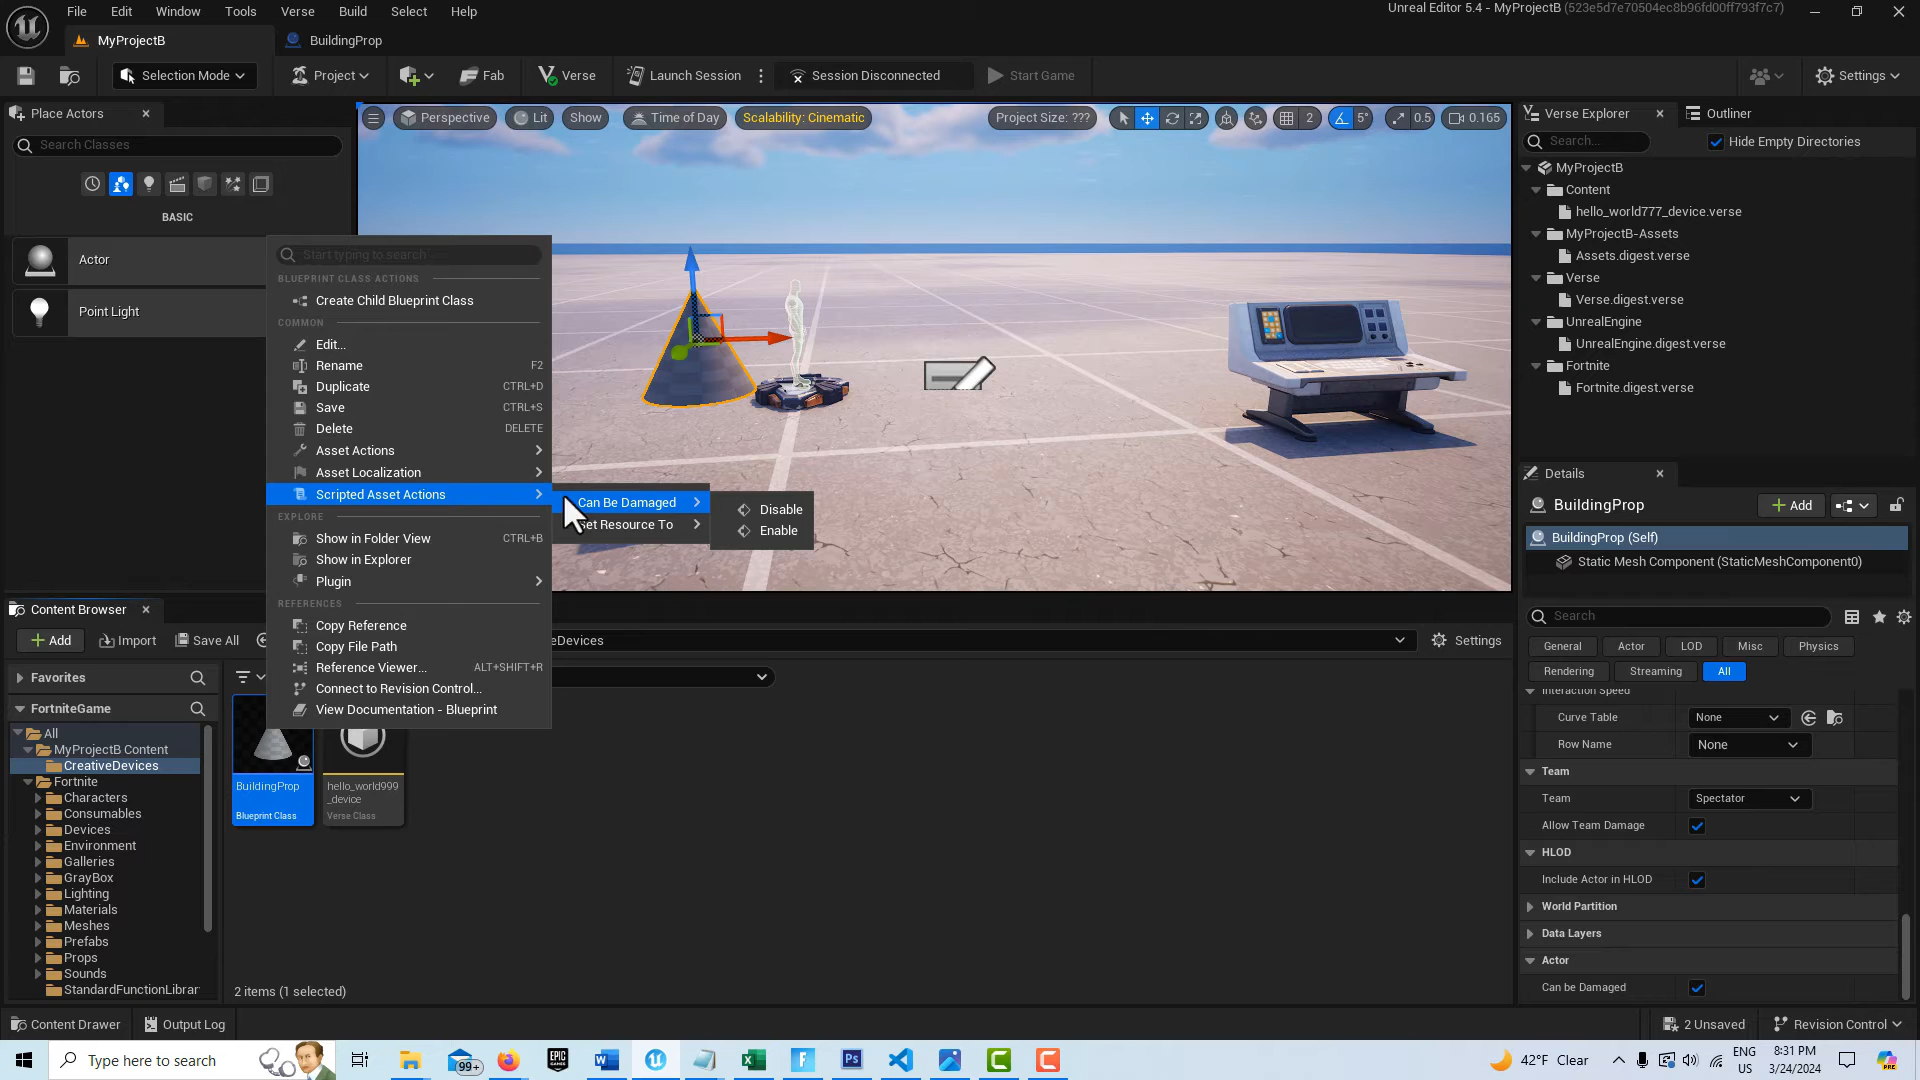 File Edit Window Tools Verse Build Select Help
Unreal Editor 5.4 - MyProjectB (523e5d7e70504ec8b96fd00ff793f7c7)
MyProjectB
BuildingProp
Selection Mode
Project
Fab
Verse
Launch Session
Session Disconnected
Start Game
Settings
Place Actors
Search Classes
BASIC
Actor
Point Light
Perspective
Lit
Show
Time of Day
Scalability: Cinematic
Project Size: ???
2
5°
0.5
0.165
Start typing to search
BLUEPRINT CLASS ACTIONS
Create Child Blueprint Class
COMMON
Edit...
Rename F2
Duplicate CTRL+D
Save CTRL+S
Delete DELETE
Asset Actions
Asset Localization
Scripted Asset Actions
EXPLORE
Show in Folder View CTRL+B
Show in Explorer
Plugin
REFERENCES
Copy Reference
Copy File Path
Reference Viewer... ALT+SHIFT+R
Connect to Revision Control...
View Documentation - Blueprint
Can Be Damaged
Set Resource To
Disable
Enable
Verse Explorer
Outliner
Search...
Hide Empty Directories
MyProjectB
Content
hello_world777_device.verse
MyProjectB-Assets
Assets.digest.verse
Verse
Verse.digest.verse
UnrealEngine
UnrealEngine.digest.verse
Fortnite
Fortnite.digest.verse
Details
BuildingProp
Add
BuildingProp (Self)
Static Mesh Component (StaticMeshComponent0)
Search
General Actor LOD Misc Physics
Rendering Streaming All
Interaction Speed
Curve Table None
Row Name None
Team
Team Spectator
Allow Team Damage
HLOD
Include Actor in HLOD
World Partition
Data Layers
Actor
Can be Damaged
Content Browser
Add
Import
Save All
eDevices
Settings
Favorites
FortniteGame
All
MyProjectB Content
CreativeDevices
Fortnite
Characters
Consumables
Devices
Environment
Galleries
GrayBox
Lighting
Materials
Meshes
Prefabs
Props
Sounds
StandardFunctionLibrar
BuildingProp
Blueprint Class
hello_world999
_device
Verse Class
2 items (1 selected)
Content Drawer
Output Log
2 Unsaved
Revision Control
Type here to search
99+
EPIC
GAMES
42°F Clear
ENG
US
8:31 PM
3/24/2024
PRE